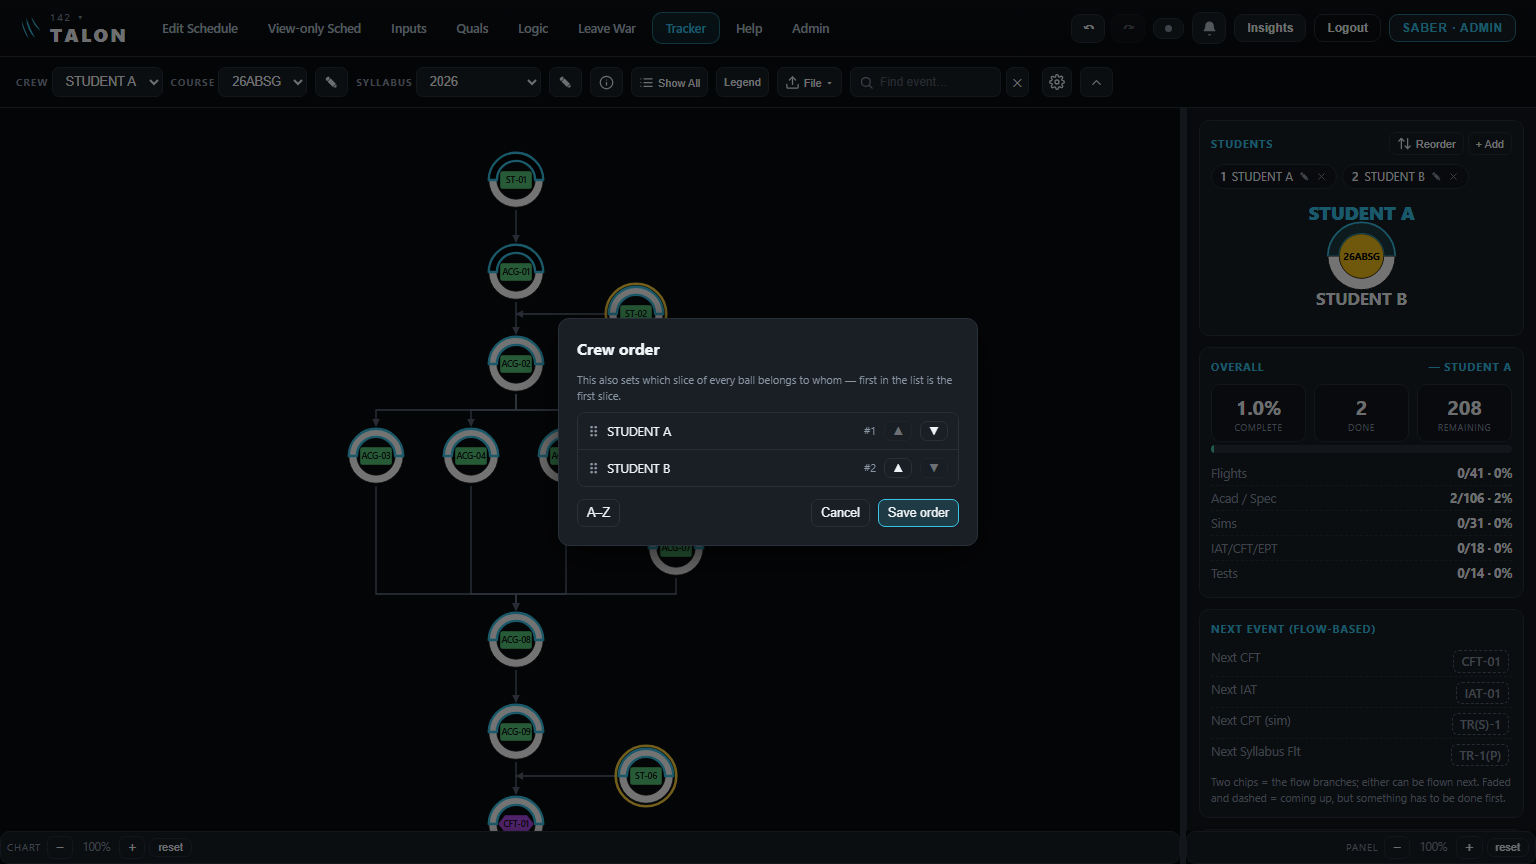 142
TALON
Edit Schedule
View-only Sched
Inputs
Quals
Logic
Leave War
Tracker
Help
Admin
Insights
Logout
SABER · ADMIN
CREW
STUDENT A
COURSE
26ABSG
SYLLABUS
2026
Show All
Legend
File
Find event...
ST-01
ACG-01
ST-02
ACG-02
ACG-03
ACG-04
ACG-07
ACG-08
ACG-09
ST-06
CFT-01
Crew order
This also sets which slice of every ball belongs to whom — first in the list is the
first slice.
STUDENT A
#1
STUDENT B
#2
A–Z
Cancel
Save order
STUDENTS
Reorder
+ Add
1 STUDENT A
2 STUDENT B
STUDENT A
26ABSG
STUDENT B
OVERALL
— STUDENT A
1.0%
COMPLETE
2
DONE
208
REMAINING
Flights 0/41 · 0%
Acad / Spec 2/106 · 2%
Sims 0/31 · 0%
IAT/CFT/EPT 0/18 · 0%
Tests 0/14 · 0%
NEXT EVENT (FLOW-BASED)
Next CFT CFT-01
Next IAT IAT-01
Next CPT (sim) TR(S)-1
Next Syllabus Flt TR-1(P)
Two chips = the flow branches; either can be flown next. Faded
and dashed = coming up, but something has to be done first.
CHART − 100% + reset
PANEL − 100% + reset